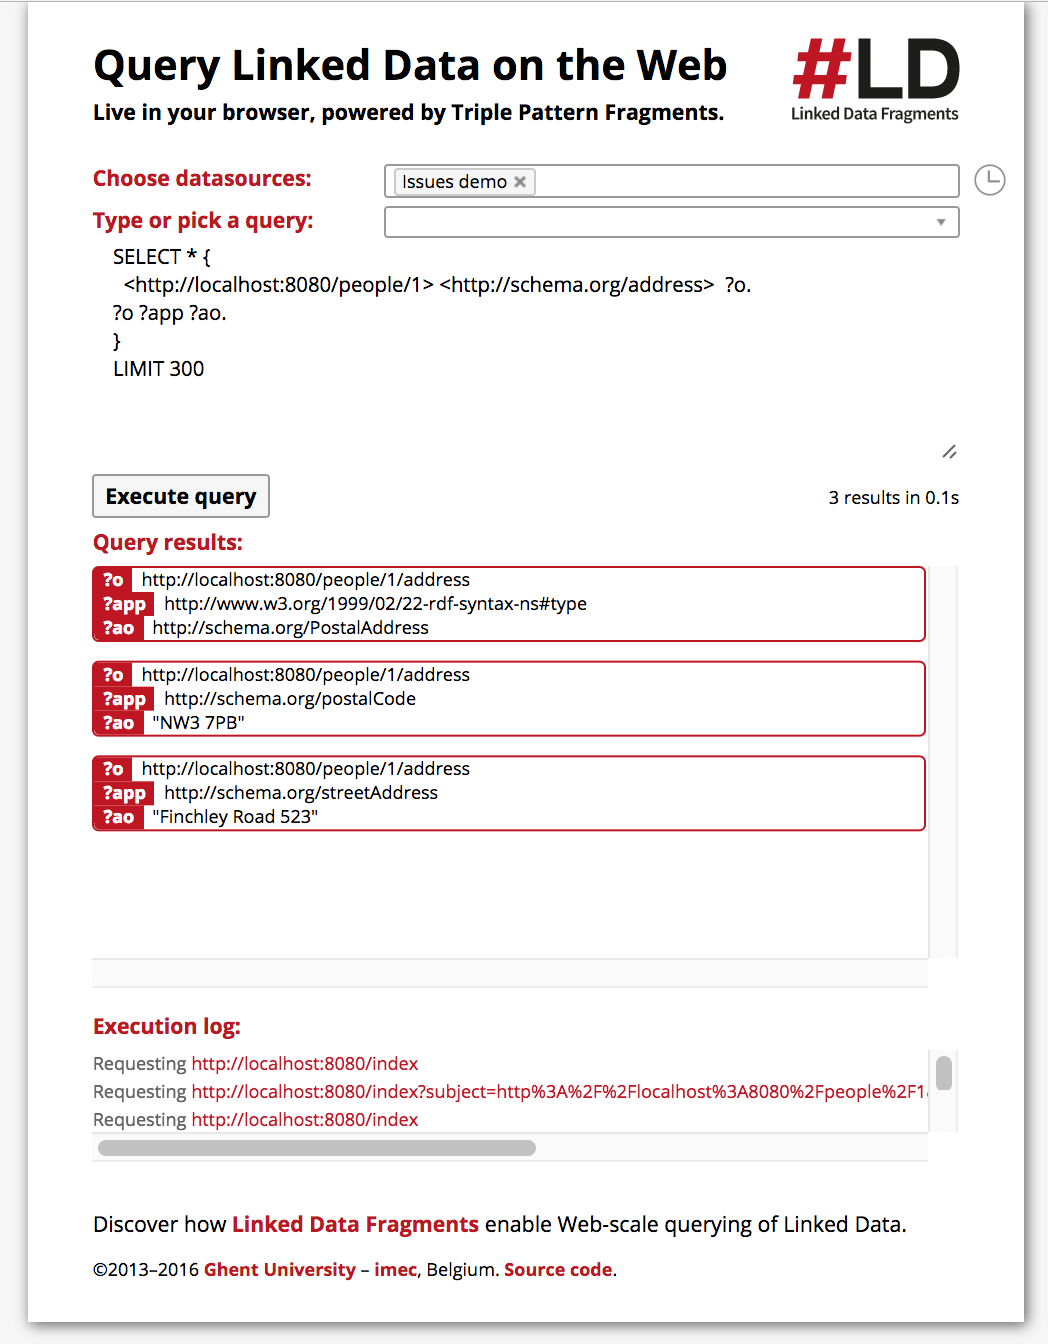 Query Linked Data on the Web
#LD
Live in your browser, powered by Triple Pattern Fragments.
Linked Data Fragments
Choose datasources:
Issues demo ×
Type or pick a query:
SELECT * {
<http://localhost:8080/people/1> <http://schema.org/address> ?o.
?o ?app ?ao.
}
LIMIT 300
Execute query
3 results in 0.1s
Query results:
?o http://localhost:8080/people/1/address
?app http://www.w3.org/1999/02/22-rdf-syntax-ns#type
?ao http://schema.org/PostalAddress
?o http://localhost:8080/people/1/address
?app http://schema.org/postalCode
?ao "NW3 7PB"
?o http://localhost:8080/people/1/address
?app http://schema.org/streetAddress
?ao "Finchley Road 523"
Execution log:
Requesting http://localhost:8080/index
Requesting http://localhost:8080/index?subject=http%3A%2F%2Flocalhost%3A8080%2Fpeople%2F1
Requesting http://localhost:8080/index
Discover how Linked Data Fragments enable Web-scale querying of Linked Data.
©2013–2016 Ghent University – imec, Belgium. Source code.